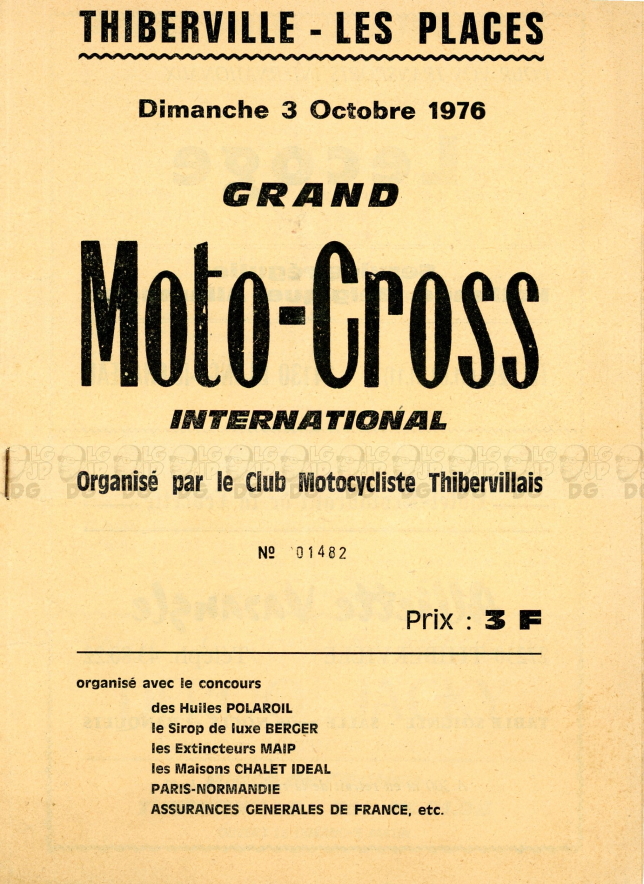 THIBERVILLE - LES PLACES
Dimanche 3 Octobre 1976
GRAND
Moto-Cross
INTERNATIONAL
Organisé par le Club Motocycliste Thibervillais
Nº 01482
Prix : 3 F
organisé avec le concours
des Huiles POLAROIL
le Sirop de luxe BERGER
les Extincteurs MAIP
les Maisons CHALET IDEAL
PARIS-NORMANDIE
ASSURANCES GENERALES DE FRANCE, etc.